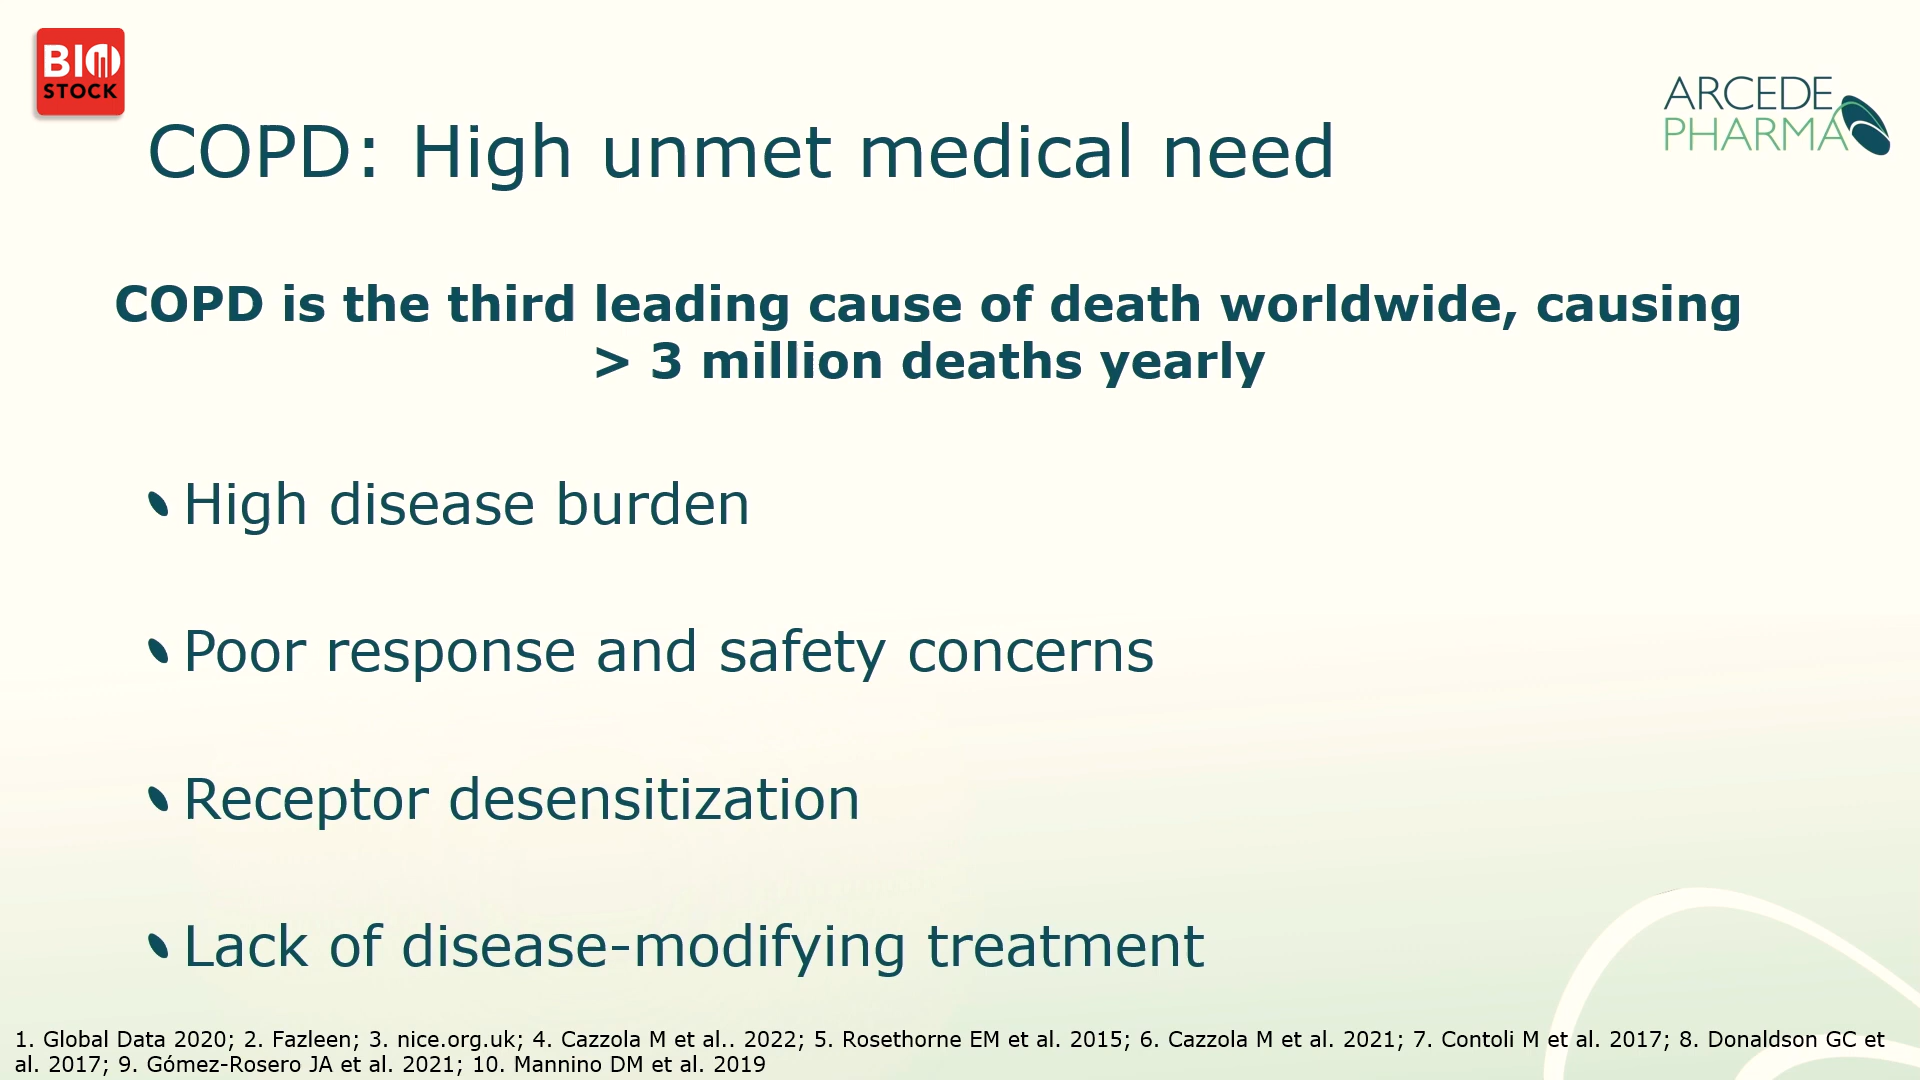 BIO
STOCK
ARCEDE
PHARMA
COPD: High unmet medical need
COPD is the third leading cause of death worldwide, causing
> 3 million deaths yearly
High disease burden
Poor response and safety concerns
Receptor desensitization
Lack of disease-modifying treatment
1. Global Data 2020; 2. Fazleen; 3. nice.org.uk; 4. Cazzola M et al.. 2022; 5. Rosethorne EM et al. 2015; 6. Cazzola M et al. 2021; 7. Contoli M et al. 2017; 8. Donaldson GC et
al. 2017; 9. Gómez-Rosero JA et al. 2021; 10. Mannino DM et al. 2019